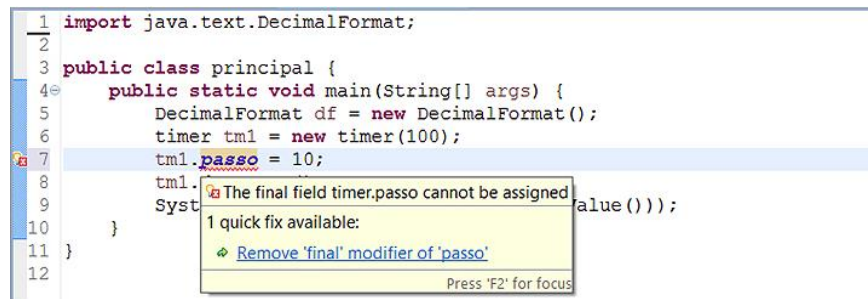 1 import java.text.DecimalFormat;
2
3 public class principal {
4 public static void main(String[] args) {
5 DecimalFormat df = new DecimalFormat();
6 timer tm1 = new timer(100);
7 tm1.passo = 10;
8 tm1.
The final field timer.passo cannot be assigned
9 Syst alue()));
1 quick fix available:
10 }
11 }
Remove 'final' modifier of 'passo'
12
Press 'F2' for focus